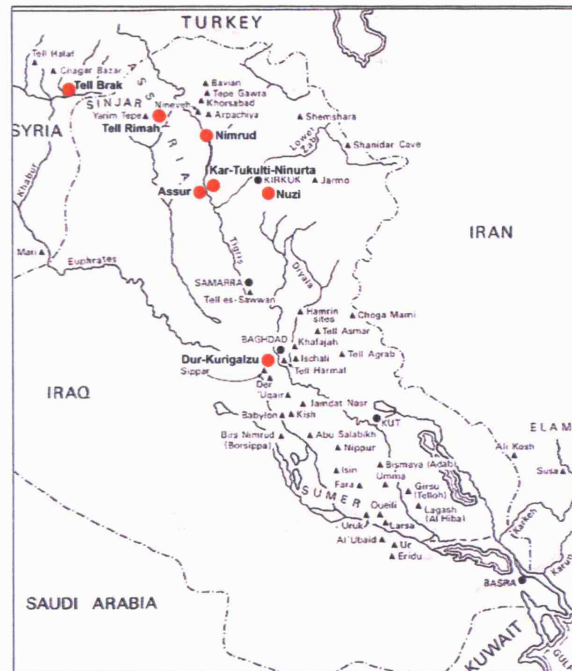 TURKEY
Tell Halaf
Chagar Bazar
Tell Brak
ASSYRIA
Bavian
Tepe Gawra
Khorsabad
Nineveh
Arpachiya
SINJAR
Yarim Tepe
Tell Rimah
SYRIA
Nimrud
Shemshara
Lower Zab
Shanidar Cave
Khabur
Kar-Tukulti-Ninurta
KIRKUK
Jarmo
Assur
Nuzi
IRAN
Mari
Euphrates
Tigris
Diyala
SAMARRA
Tell es-Sawwan
Hamrin
sites
Choga Mami
Tell Asmar
BAGHDAD
Khafajah
Dur-Kurigalzu
Ischali
Tell Agrab
Sippar
Tell Harmal
IRAQ
Der
'Uqair
Jamdat Nasr
Babylon
Kish
KUT
ELAM
Birs Nimrud
(Borsippa)
Abu Salabikh
Nippur
Ali Kosh
Isin
Bismaya (Adab)
Susa
Fara
Umma
Girsu
(Telloh)
SUMER
Oueili
Lagash
(Al Hiba)
Uruk
Larsa
Karkeh
Al 'Ubaid
Ur
Eridu
Karun
BASRA
SAUDI ARABIA
KUWAIT
GULF